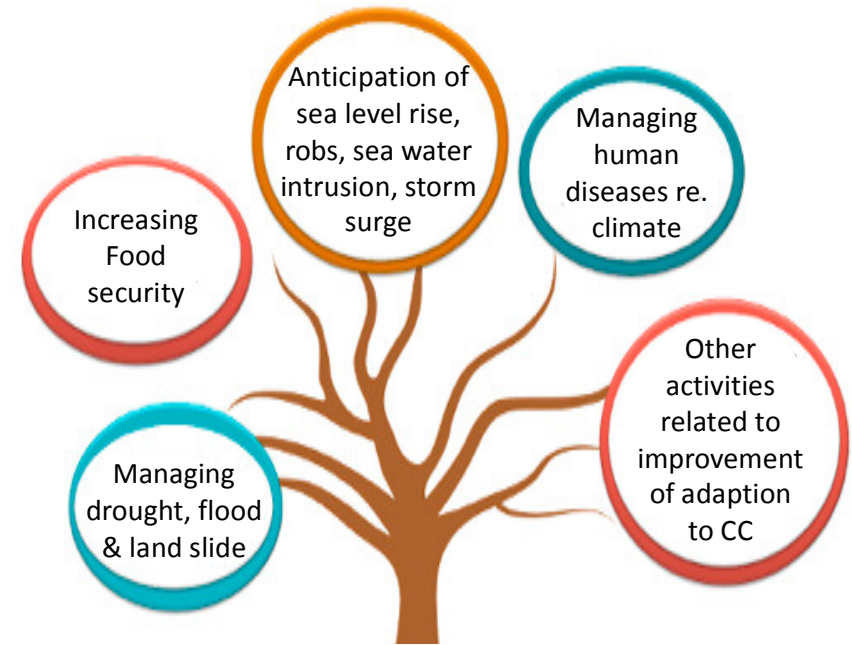 Anticipation of
sea level rise,
robs, sea water
intrusion, storm
surge
Managing
human
diseases re.
climate
Increasing
Food
security
Other
activities
related to
improvement
of adaption
to CC
Managing
drought, flood
& land slide